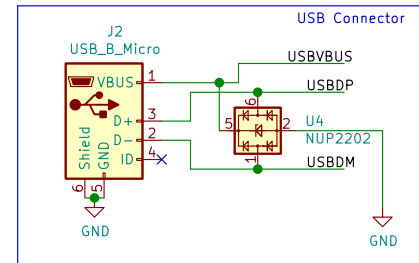 USB Connector
J2
USB_B_Micro
VBUS 1
USBVBUS
USBDP
D+ 3
D- 2
ID 4
Shield
GND
6
5
GND
6
5
2
1
U4
NUP2202
USBDM
GND